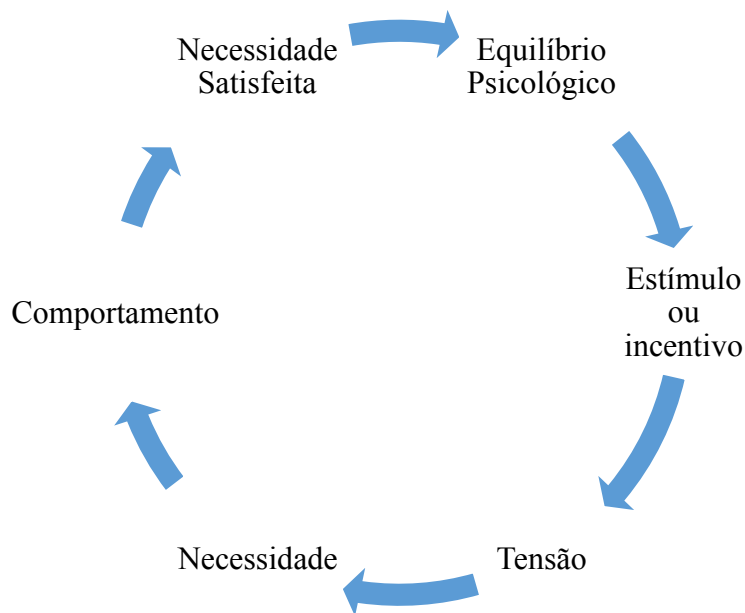 Necessidade
Satisfeita
Equilíbrio
Psicológico
Estímulo
ou
incentivo
Tensão
Necessidade
Comportamento